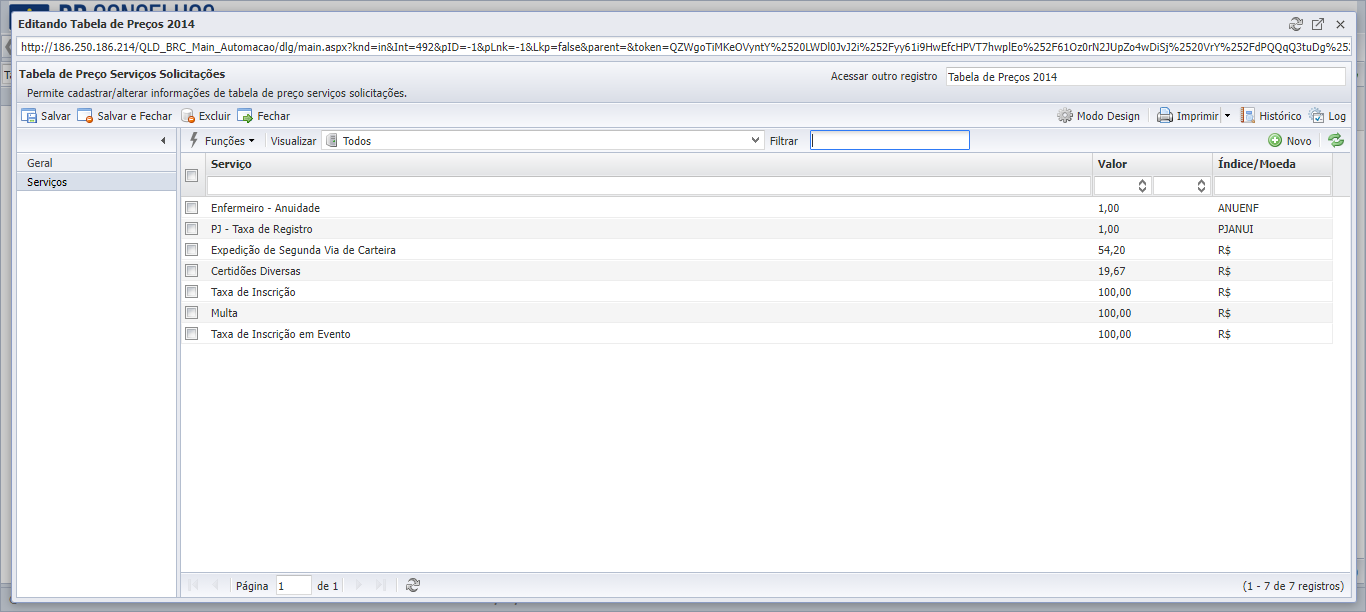 BR CONSELHOS
Editando Tabela de Preços 2014
http://186.250.186.214/QLD_BRC_Main_Automacao/dlg/main.aspx?knd=in&Int=492&pID=-1&pLnk=-1&Lkp=false&parent=&token=QZWgoTiMKeOVyntY%2520LWDl0JvJ2i%252Fyy61i9HwEfcHPVT7hwplEo%252F61Oz0rN2JUpZo4wDiSj%2520VrY%252FdPQQqQ3tuDg%25
Tabela de Preço Serviços Solicitações
Acessar outro registro Tabela de Preços 2014
Permite cadastrar/alterar informações de tabela de preço serviços solicitações.
Salvar Salvar e Fechar Excluir Fechar Modo Design Imprimir Histórico Log
Funções Visualizar Todos Filtrar Novo
Geral
Serviços
Serviço Valor Índice/Moeda
Enfermeiro - Anuidade 1,00 ANUENF
PJ - Taxa de Registro 1,00 PJANUI
Expedição de Segunda Via de Carteira 54,20 R$
Certidões Diversas 19,67 R$
Taxa de Inscrição 100,00 R$
Multa 100,00 R$
Taxa de Inscrição em Evento 100,00 R$
Página 1 de 1 (1 - 7 de 7 registros)